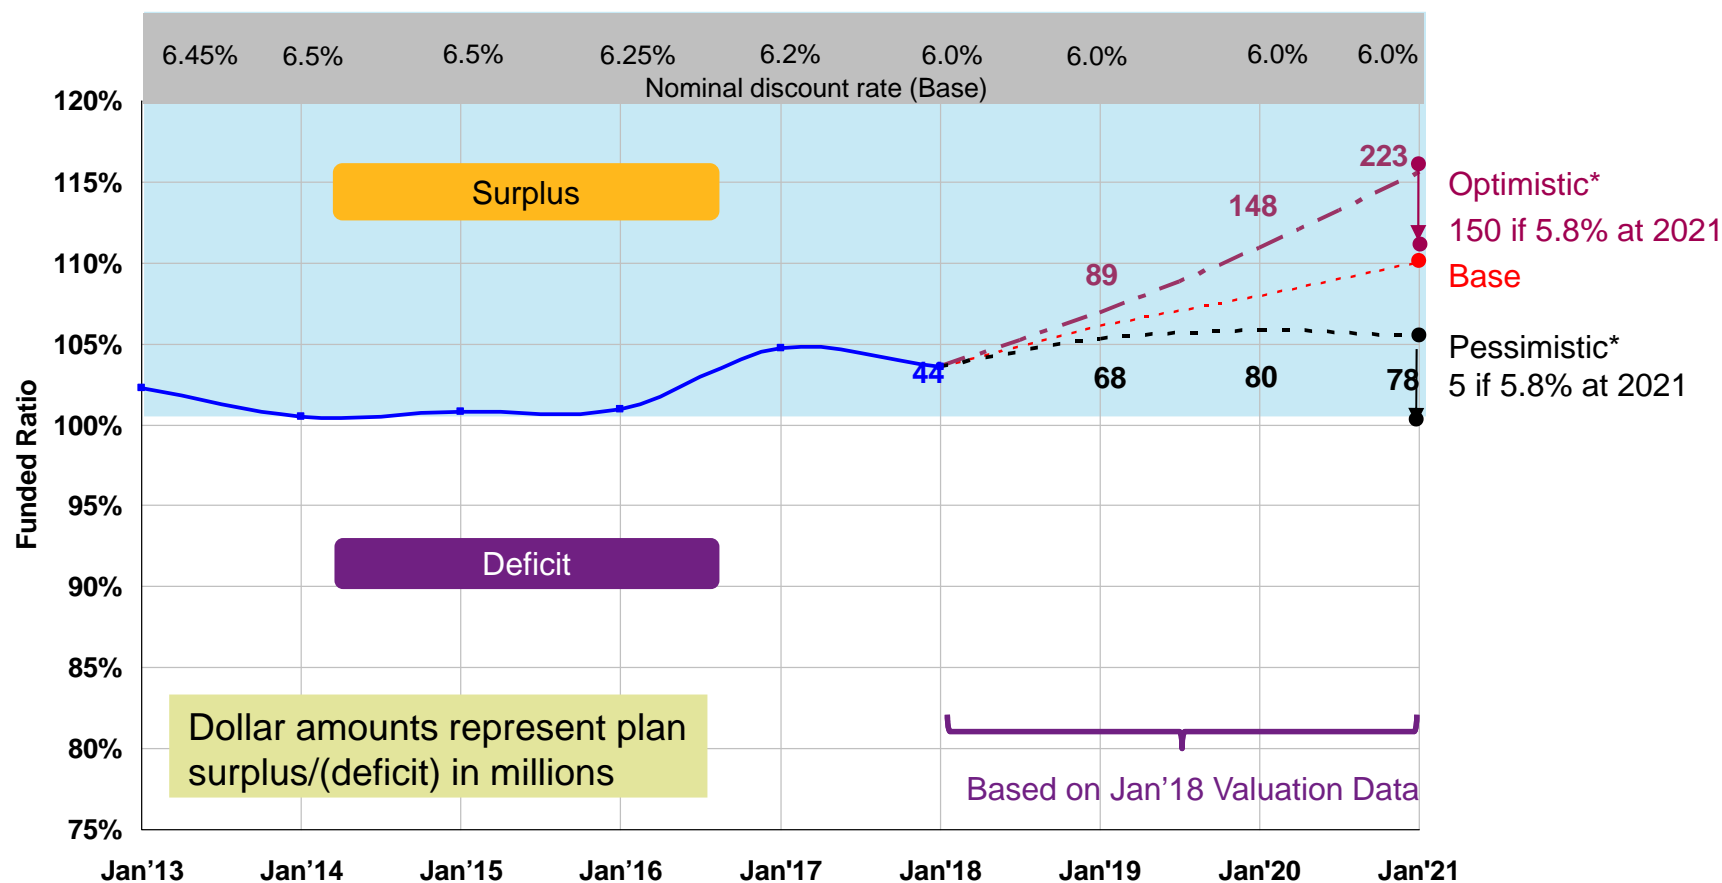 6.45% 6.5% 6.5% 6.25% 6.2% 6.0% 6.0% 6.0% 6.0%
Nominal discount rate (Base)
120%
115%
110%
105%
100%
95%
90%
85%
80%
75%
Funded Ratio
Surplus
Deficit
223
148
89
44
68
80
78
Optimistic*
150 if 5.8% at 2021
Base
Pessimistic*
5 if 5.8% at 2021
Dollar amounts represent plan
surplus/(deficit) in millions
Based on Jan’18 Valuation Data
Jan’13 Jan’14 Jan’15 Jan’16 Jan'17 Jan'18 Jan'19 Jan'20 Jan'21